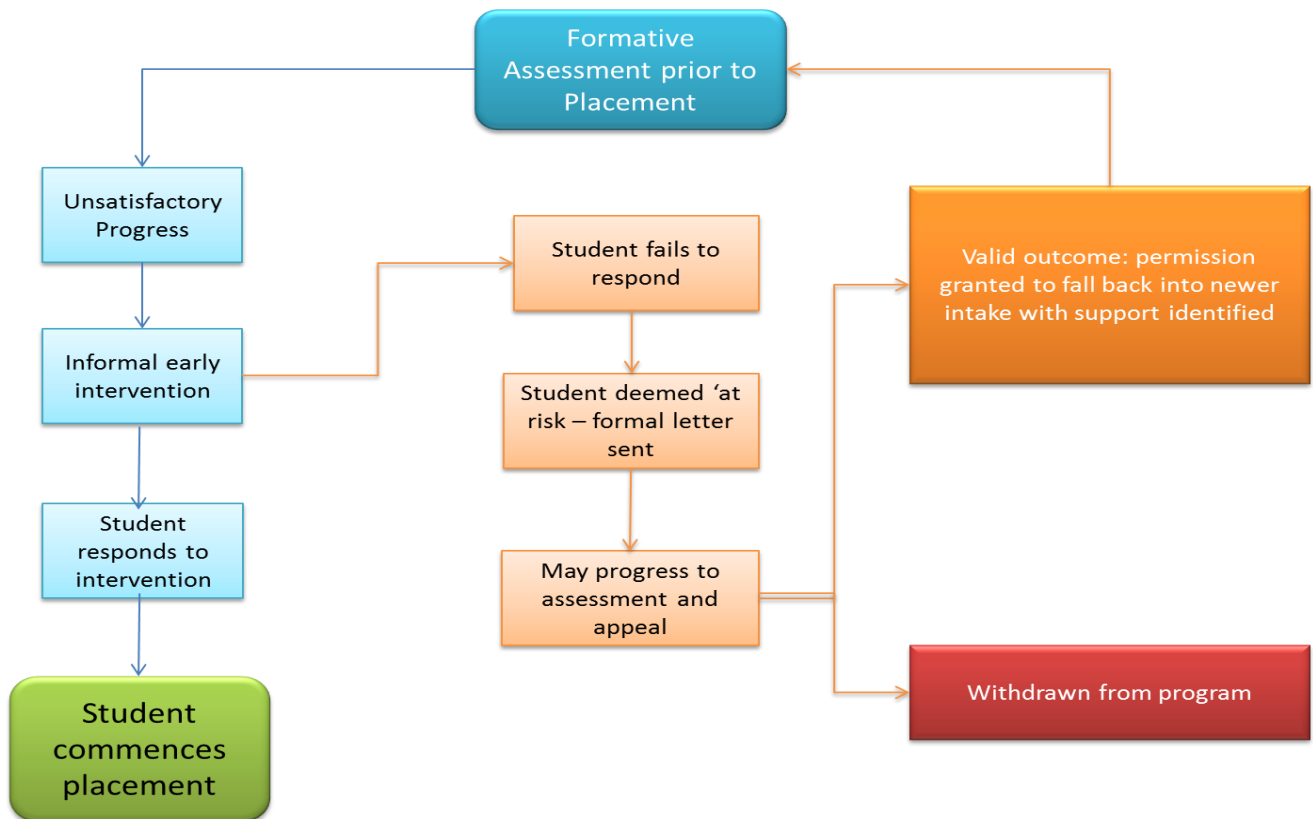 Formative
Assessment prior to
Placement
Unsatisfactory
Progress
Informal early
intervention
Student
responds to
intervention
Student
commences
placement
Student fails to
respond
Student deemed ‘at
risk – formal letter
sent
May progress to
assessment and
appeal
Valid outcome: permission
granted to fall back into newer
intake with support identified
Withdrawn from program